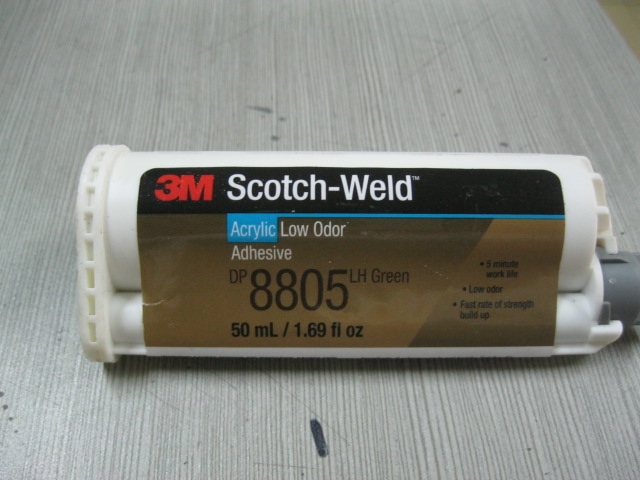 3M Scotch-Weld™
Acrylic Low Odor
Adhesive
DP 8805 LH Green
50 mL / 1.69 fl oz
• 5 minute
work life
• Low odor
• Fast rate of strength
build up